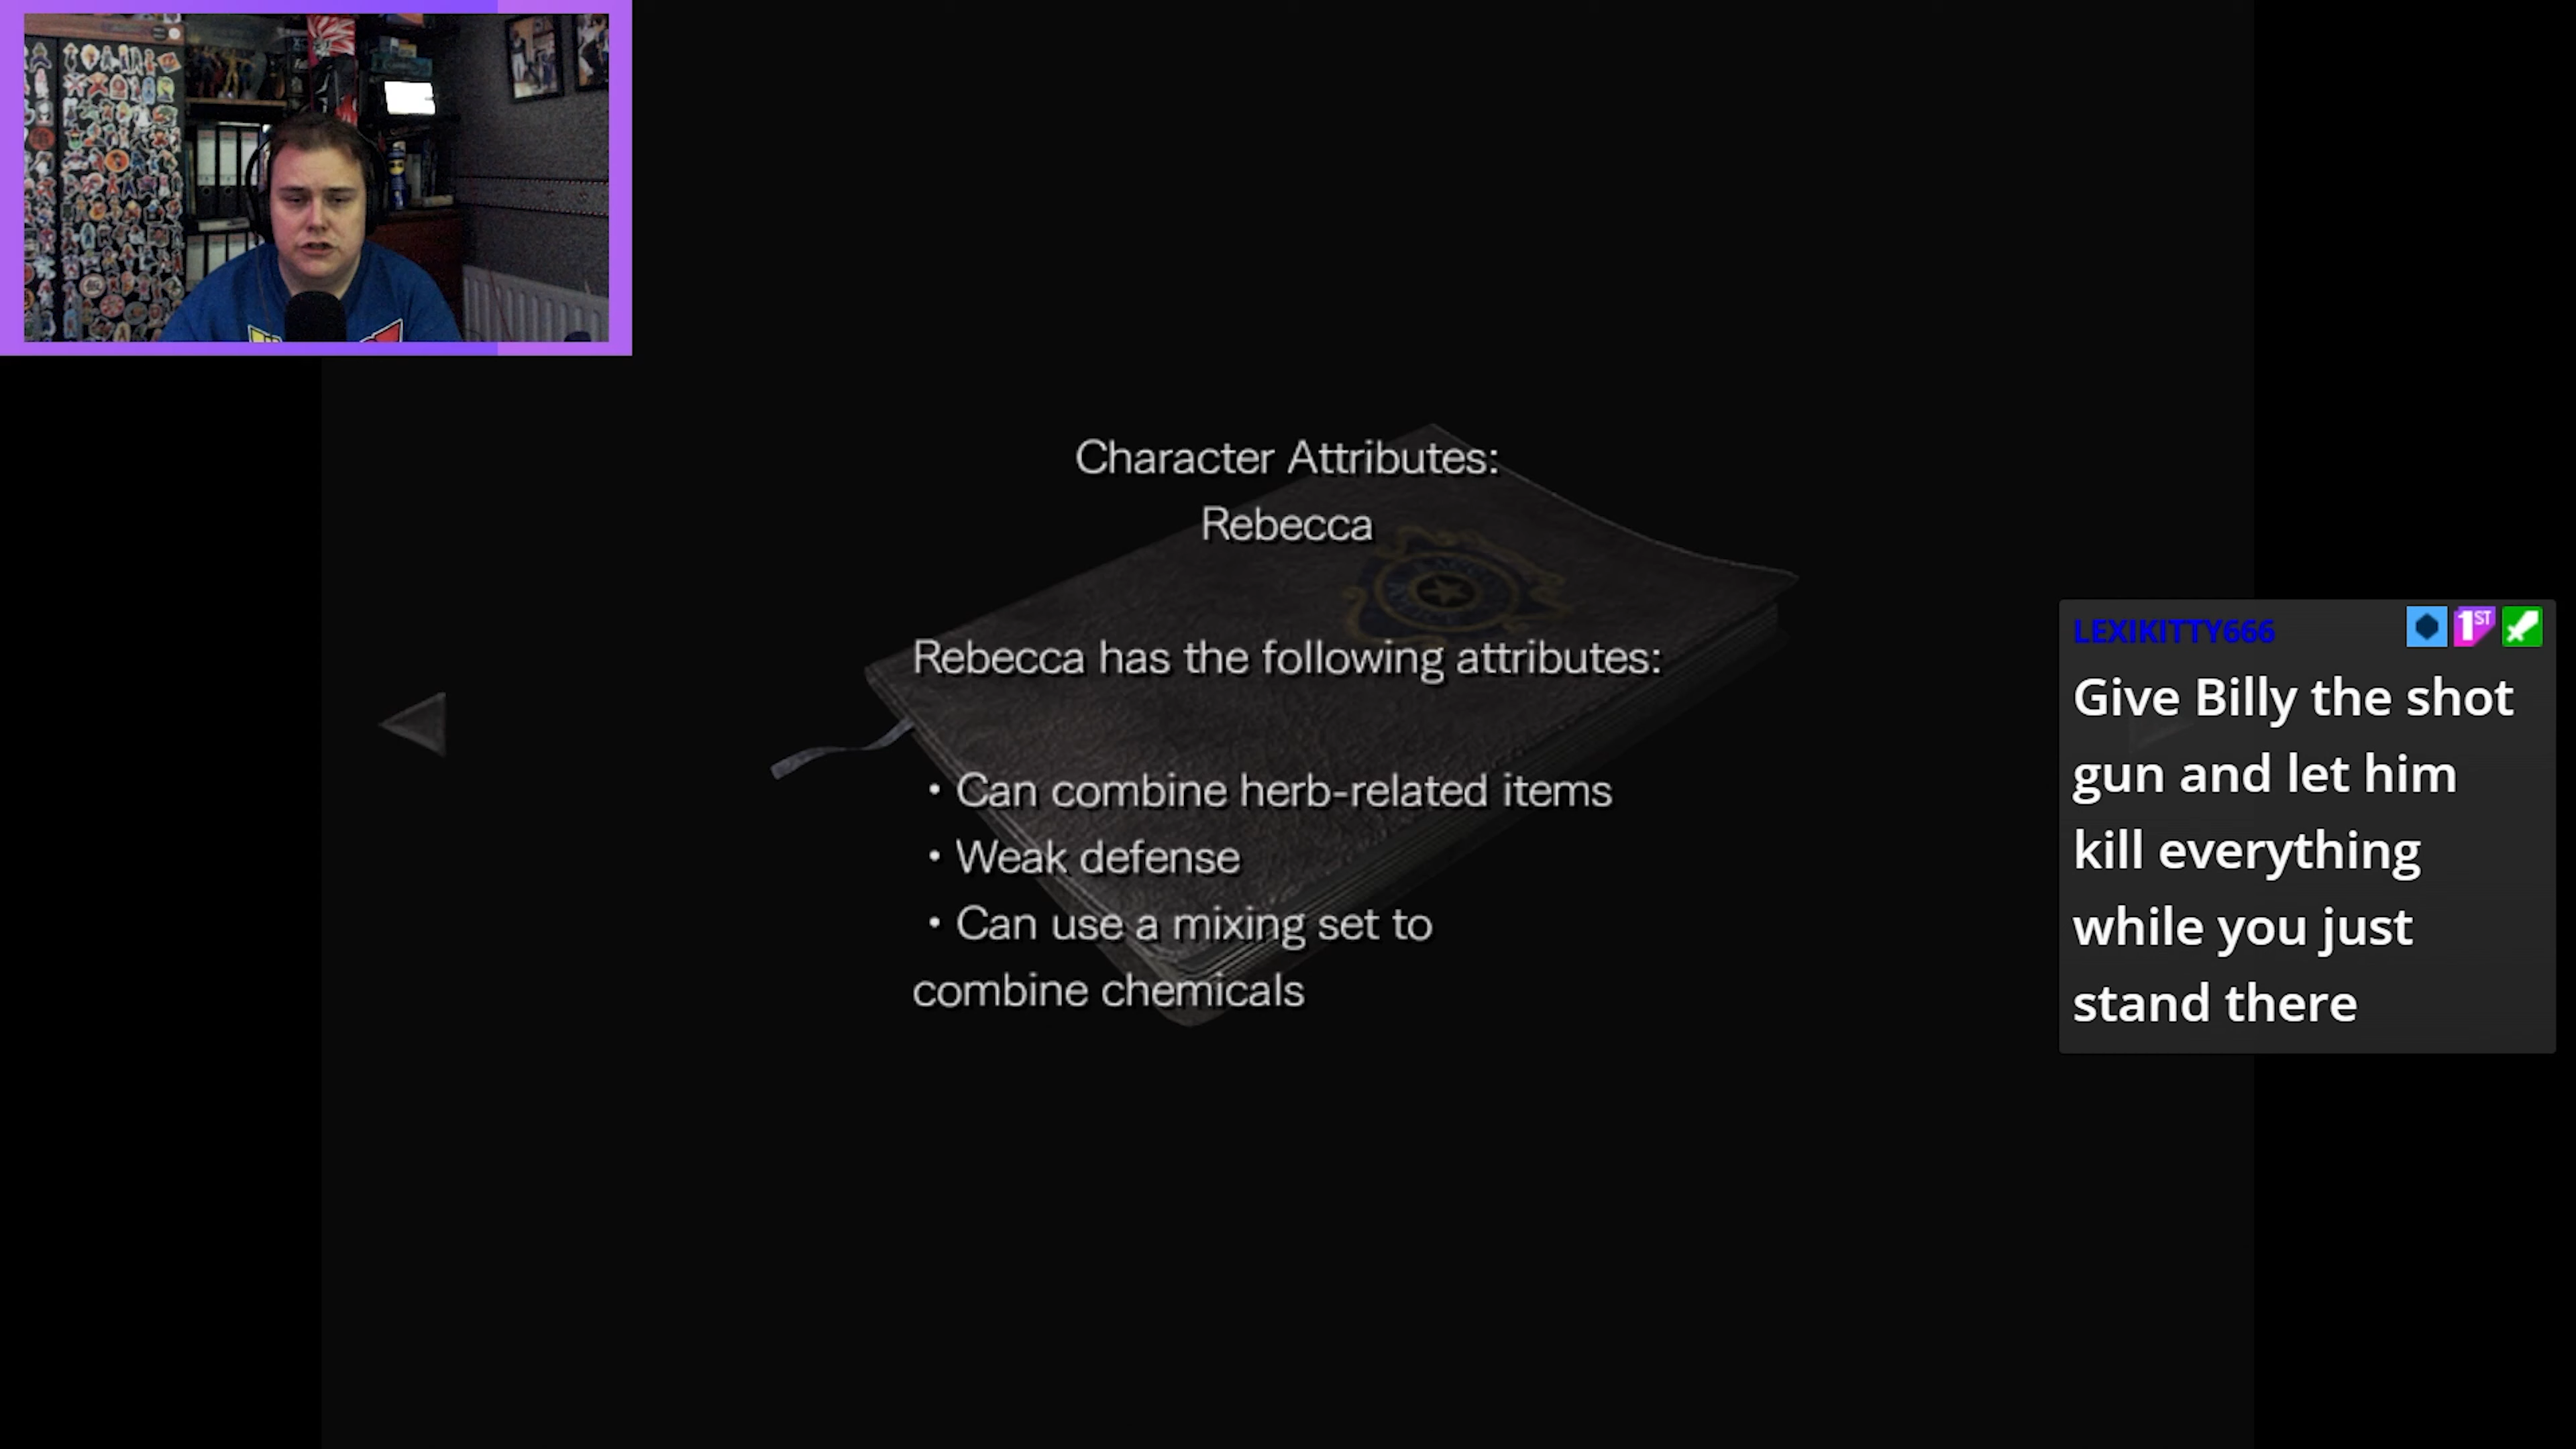 Character Attributes:
Rebecca
Rebecca has the following attributes:
・Can combine herb-related items
・Weak defense
・Can use a mixing set to
combine chemicals
LEXIKITTY666
1ST
Give Billy the shot
gun and let him
kill everything
while you just
stand there